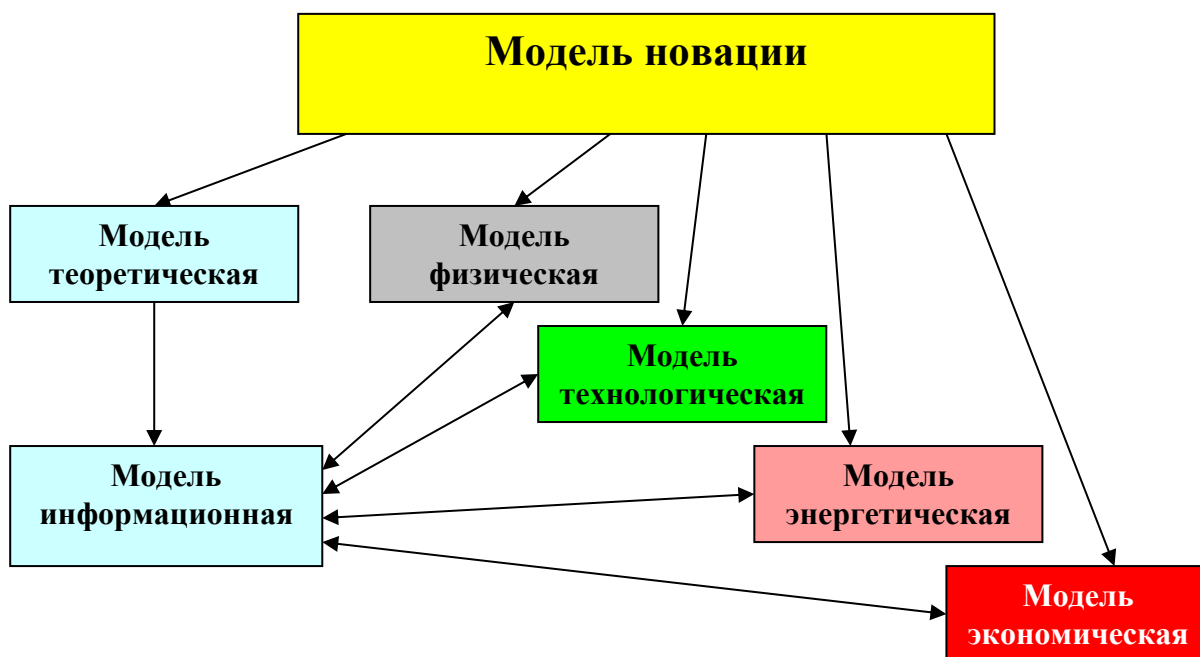 Модель новации
Модель
теоретическая
Модель
физическая
Модель
технологическая
Модель
информационная
Модель
энергетическая
Модель
экономическая